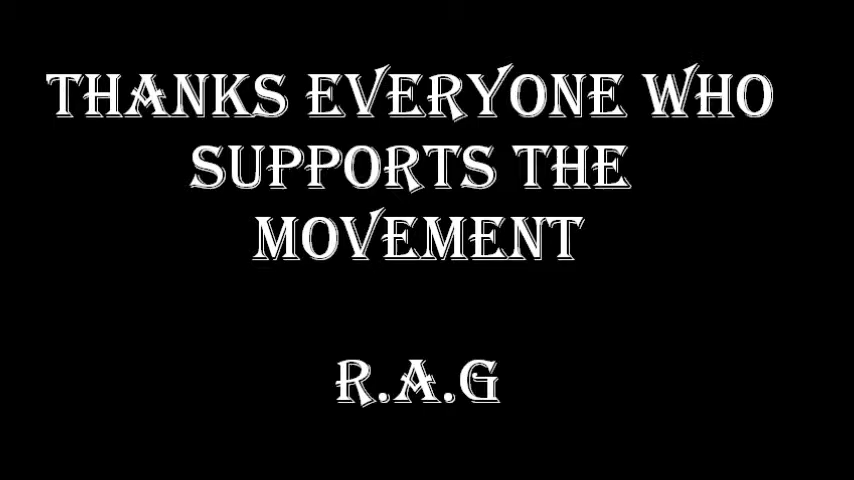 THANKS EVERYONE WHO
SUPPORTS THE
MOVEMENT
R.A.G